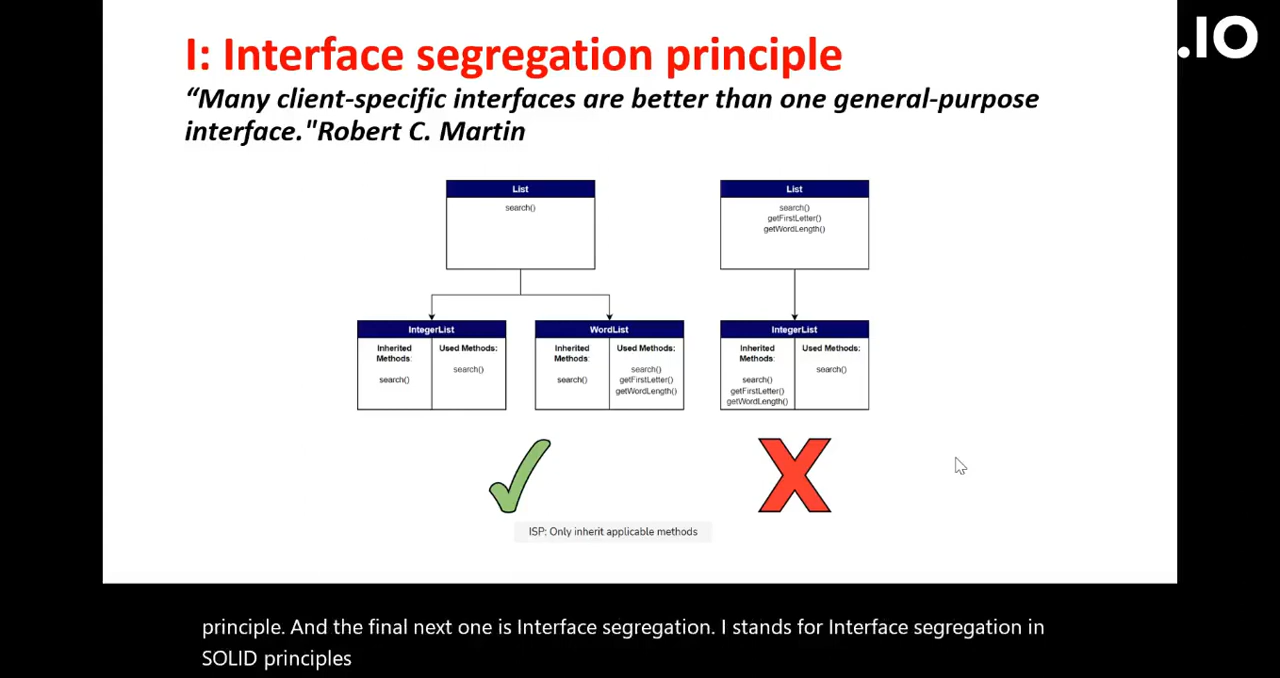 .IO
I: Interface segregation principle
“Many client-specific interfaces are better than one general-purpose
interface."Robert C. Martin
List
search()
List
search()
getFirstLetter()
getWordLength()
IntegerList
Inherited Methods:
search()
Used Methods:
search()
WordList
Inherited Methods:
search()
Used Methods:
search()
getFirstLetter()
getWordLength()
IntegerList
Inherited Methods:
search()
getFirstLetter()
getWordLength()
Used Methods:
search()
ISP: Only inherit applicable methods
principle. And the final next one is Interface segregation. I stands for Interface segregation in
SOLID principles